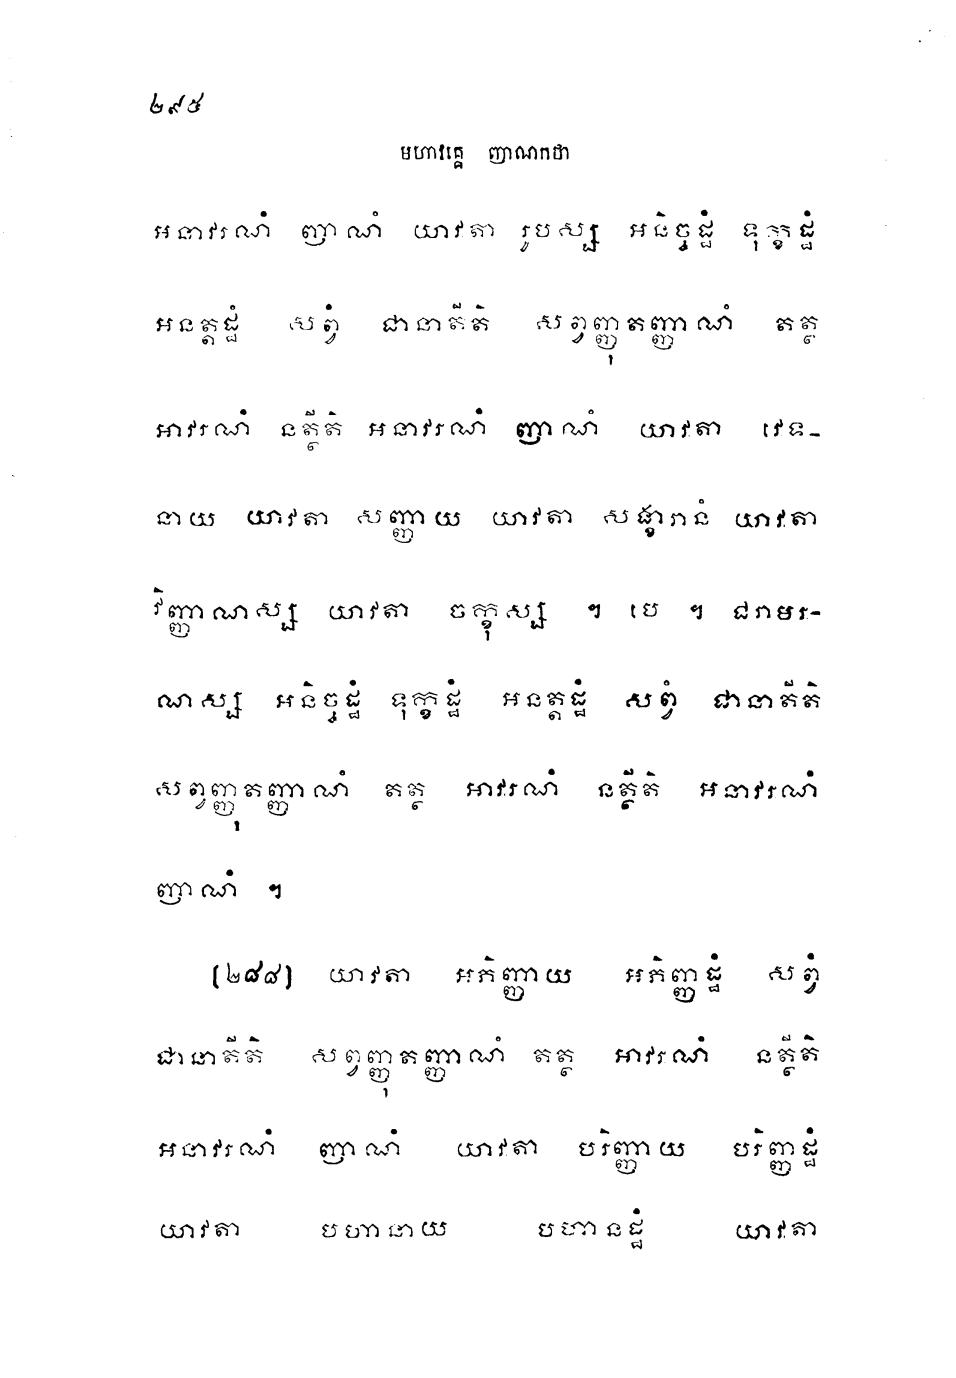 ២៩៥
មហាវគ្គេ ញាណកថា
អនាវរណំ ញាណំ យាវតា រូបស្ស អនិច្ចដ្ឋំ ទុក្ខដ្ឋំ
អនត្តដ្ឋំ សព្វំ ជានាតីតិ សព្វញ្ញុតញ្ញាណំ តត្ថ
អាវរណំ នត្ថីតិ អនាវរណំ ញាណំ យាវតា វេទ-
នាយ យាវតា សញ្ញាយ យាវតា សង្ខារានំ យាវតា
វិញ្ញាណស្ស យាវតា ចក្ខុស្ស ។ បេ ។ ជរាមរ-
ណស្ស អនិច្ចដ្ឋំ ទុក្ខដ្ឋំ អនត្តដ្ឋំ សព្វំ ជានាតីតិ
សព្វញ្ញុតញ្ញាណំ តត្ថ អាវរណំ នត្ថីតិ អនាវរណំ
ញាណំ ។
(២៨៨) យាវតា អភិញ្ញាយ អភិញ្ញដ្ឋំ សព្វំ
ជានាតីតិ សព្វញ្ញុតញ្ញាណំ តត្ថ អាវរណំ នត្ថីតិ
អនាវរណំ ញាណំ យាវតា បរិញ្ញាយ បរិញ្ញដ្ឋំ
យាវតា បហានាយ បហានដ្ឋំ យាវតា